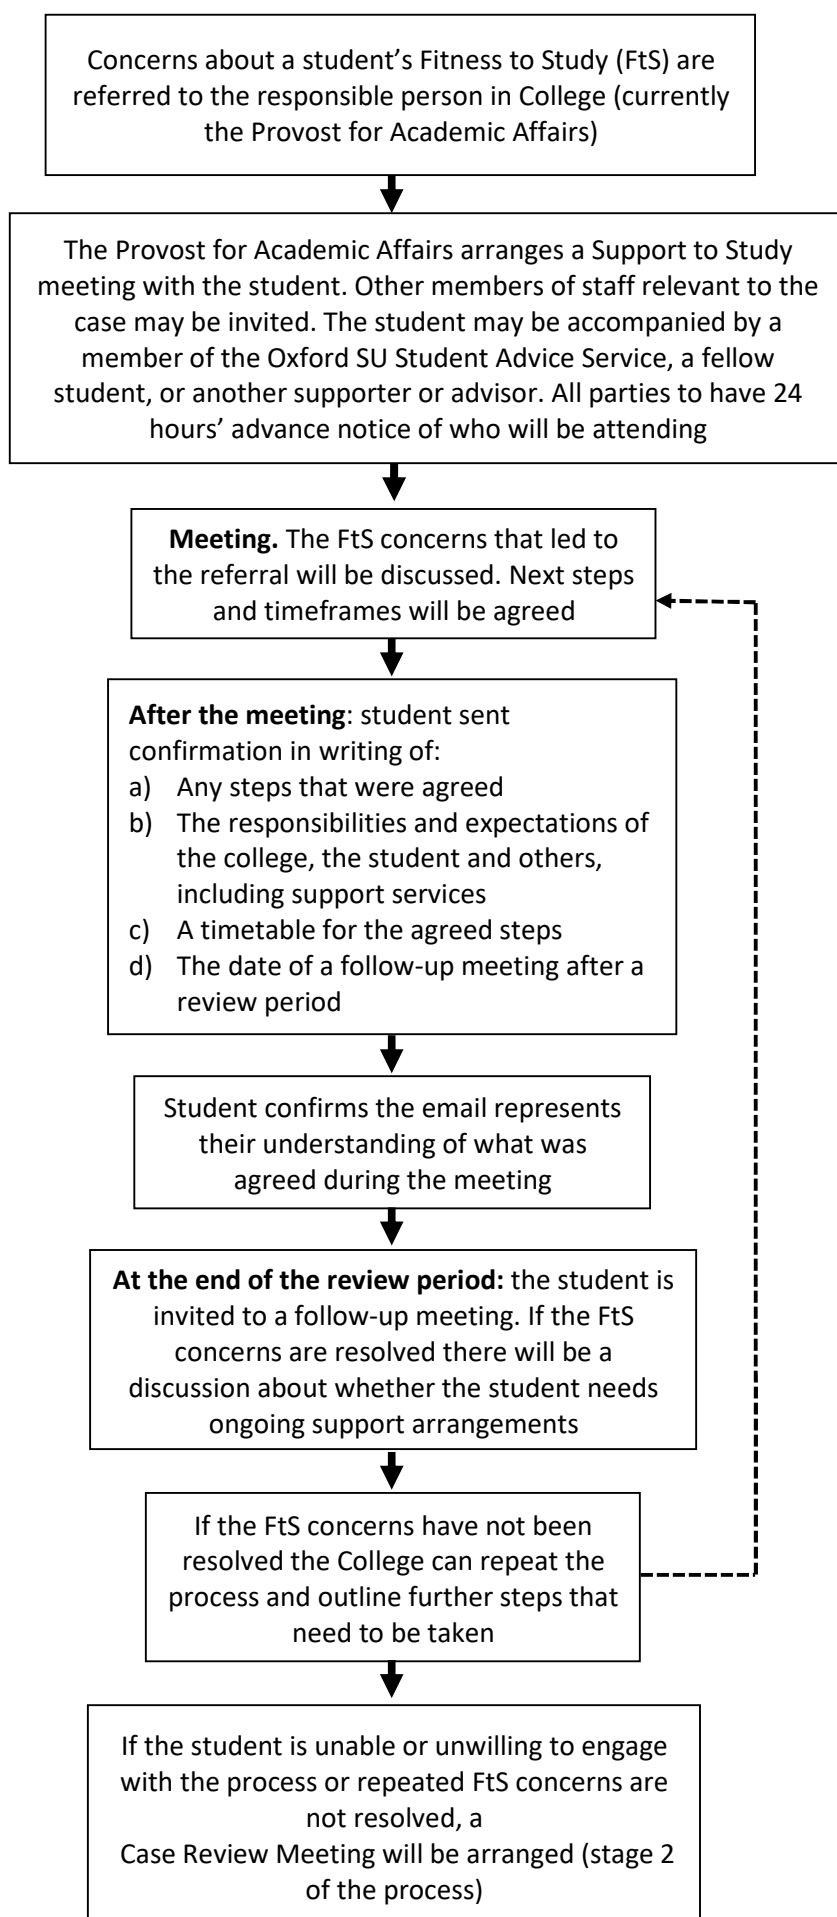 Concerns about a student’s Fitness to Study (FtS) are
referred to the responsible person in College (currently
the Provost for Academic Affairs)
The Provost for Academic Affairs arranges a Support to Study
meeting with the student. Other members of staff relevant to the
case may be invited. The student may be accompanied by a
member of the Oxford SU Student Advice Service, a fellow
student, or another supporter or advisor. All parties to have 24
hours’ advance notice of who will be attending
Meeting. The FtS concerns that led to
the referral will be discussed. Next steps
and timeframes will be agreed
After the meeting: student sent
confirmation in writing of:
a) Any steps that were agreed
b) The responsibilities and expectations of
the college, the student and others,
including support services
c) A timetable for the agreed steps
d) The date of a follow-up meeting after a
review period
Student confirms the email represents
their understanding of what was
agreed during the meeting
At the end of the review period: the student is
invited to a follow-up meeting. If the FtS
concerns are resolved there will be a
discussion about whether the student needs
ongoing support arrangements
If the FtS concerns have not been
resolved the College can repeat the
process and outline further steps that
need to be taken
If the student is unable or unwilling to engage
with the process or repeated FtS concerns are
not resolved, a
Case Review Meeting will be arranged (stage 2
of the process)